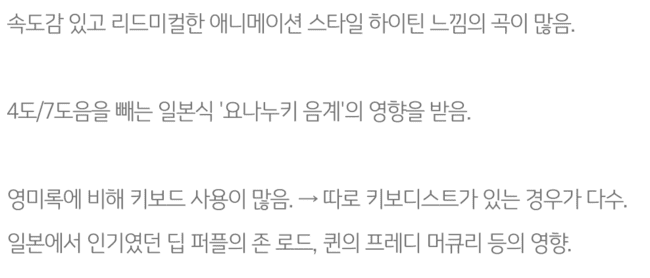 속도감 있고 리드미컬한 애니메이션 스타일 하이틴 느낌의 곡이 많음.
4도/7도음을 빼는 일본식 '요나누키 음계'의 영향을 받음.
영미록에 비해 키보드 사용이 많음. → 따로 키보디스트가 있는 경우가 다수.
일본에서 인기였던 딥 퍼플의 존 로드, 퀸의 프레디 머큐리 등의 영향.